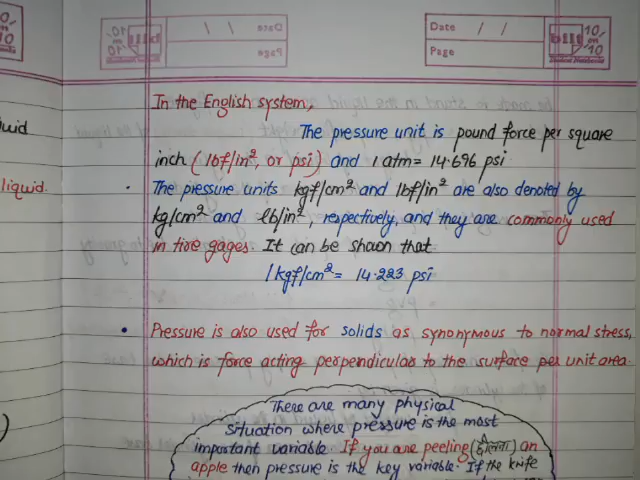 Date / /
Page
In the English system,
The pressure unit is pound force per square
inch (lbf/in², or psi) and 1 atm = 14.696 psi.
• The pressure units kgf/cm² and lbf/in² are also denoted by
kg/cm² and lb/in², respectively, and they are commonly used
in tire gages. It can be shown that
1 kgf/cm² = 14.223 psi
• Pressure is also used for solids as synonymous to normal stress,
which is force acting perpendicular to the surface per unit area.
There are many physical
situation where pressure is the most
important variable. If you are peeling (छीलना) an
apple then pressure is the key variable. If the knife
liquid.